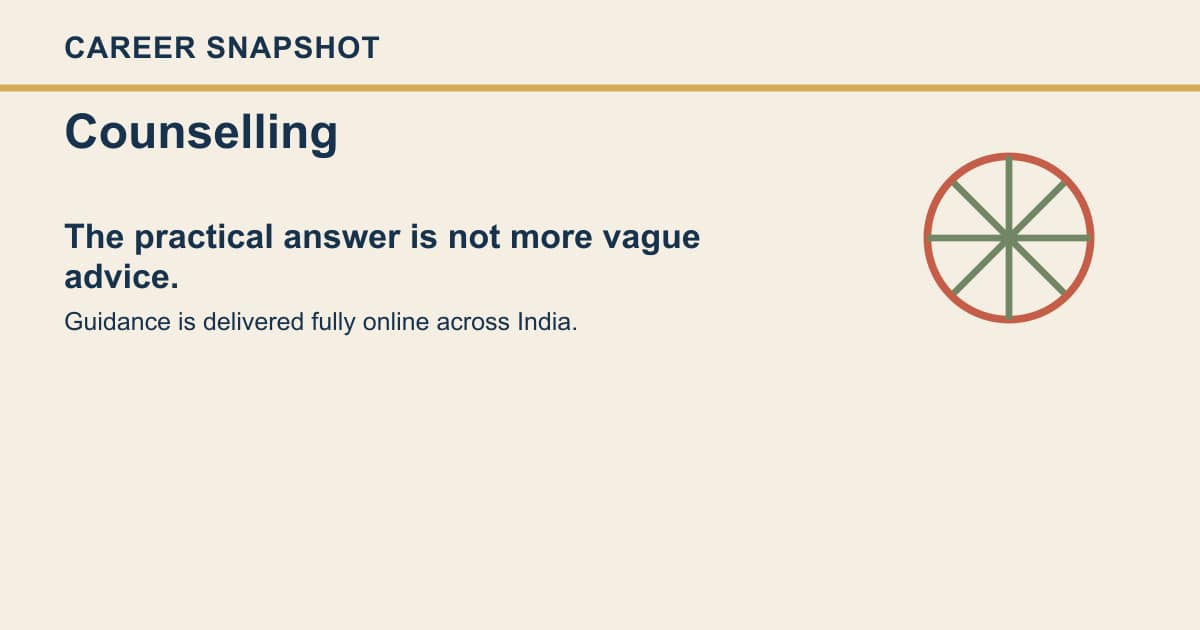 CAREER SNAPSHOT
Counselling
The practical answer is not more vague
advice.
Guidance is delivered fully online across India.